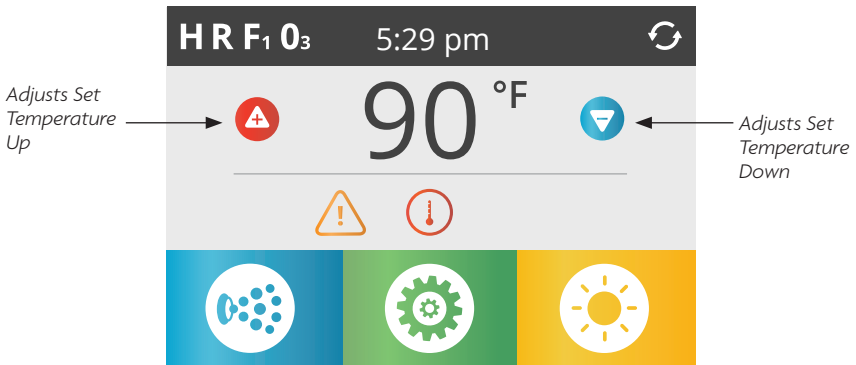 H R F1 03 5:29 pm
Adjusts Set
Temperature
Up
90 °F
Adjusts Set
Temperature
Down